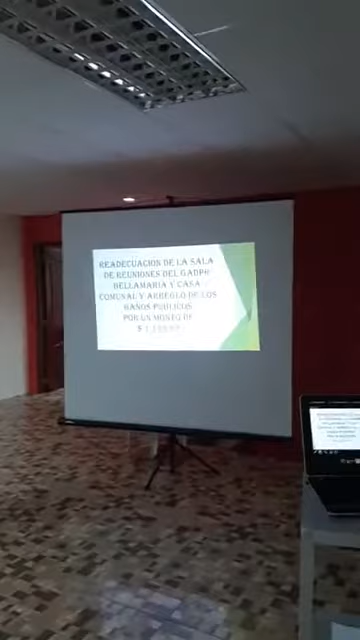 READECUACION DE LA SALA
DE REUNIONES DEL GADPR
BELLAMARIA Y CASA
COMUNAL Y ARREGLO DE LOS
BAÑOS PUBLICOS
POR UN MONTO DE
$